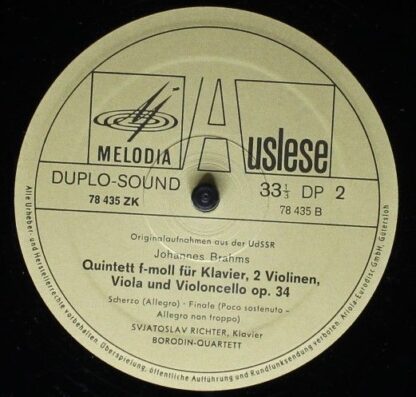 MELODIA
Auslese
DUPLO-SOUND
33⅓ DP 2
78 435 ZK
78 435 B
Originalaufnahmen aus der UdSSR
Johannes Brahms
Quintett f-moll für Klavier, 2 Violinen,
Viola und Violoncello op. 34
Scherzo (Allegro) - Finale (Poco sostenuto -
Allegro non troppo)
SVJATOSLAV RICHTER, Klavier
BORODIN-QUARTETT
Alle Urheber- und Herstellerrechte vorbehalten. Überspielung, öffentliche Aufführung und Rundfunksendung verboten. Ariola-Eurodisc GmbH, Gütersloh